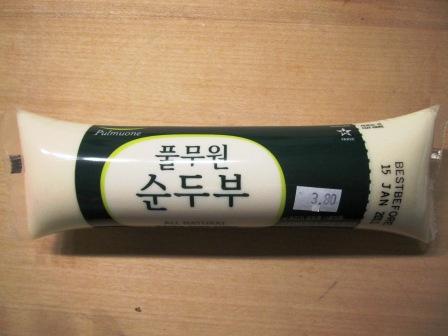 Pulmuone
풀무원
순두부
ALL NATURAL
3.80
BEST BEFORE
15 JAN